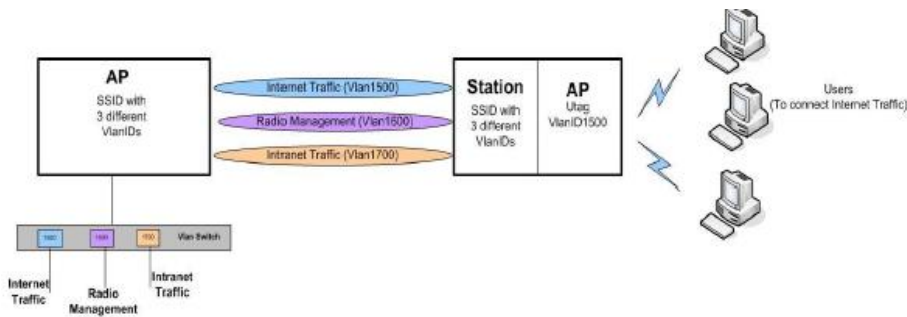 AP
SSID with
3 different
VlanIDs
Internet Traffic (Vlan1500)
Radio Management (Vlan1600)
Intranet Traffic (Vlan1700)
Station
SSID with
3 different
VlanIDs
AP
Utag
VlanID1500
Users
(To connect Internet Traffic)
Vlan Switch
Internet
Traffic
Radio
Management
Intranet
Traffic